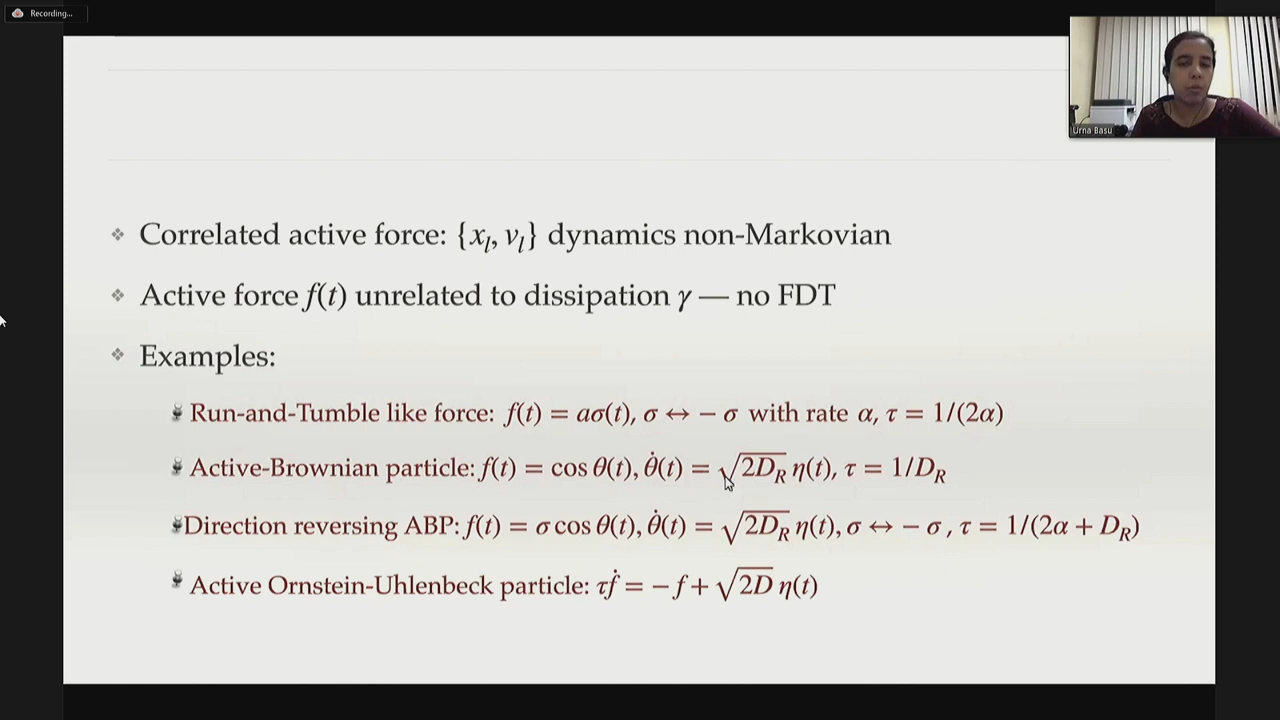 Recording...
Urna Basu
Correlated active force: {x_l, v_l} dynamics non-Markovian
Active force f(t) unrelated to dissipation γ — no FDT
Examples:
Run-and-Tumble like force: f(t) = aσ(t), σ ↔ − σ with rate α, τ = 1/(2α)
Active-Brownian particle: f(t) = cos θ(t), θ̇(t) = √2D_R η(t), τ = 1/D_R
Direction reversing ABP: f(t) = σ cos θ(t), θ̇(t) = √2D_R η(t), σ ↔ − σ , τ = 1/(2α + D_R)
Active Ornstein-Uhlenbeck particle: τḟ = − f + √2D η(t)